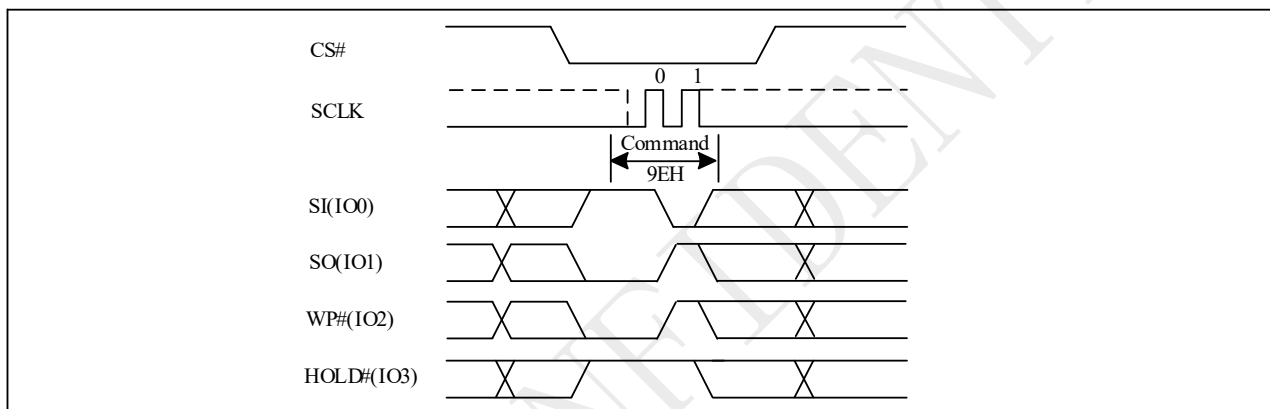 CS#
0 1
SCLK
Command
9EH
SI(IO0)
SO(IO1)
WP#(IO2)
HOLD#(IO3)